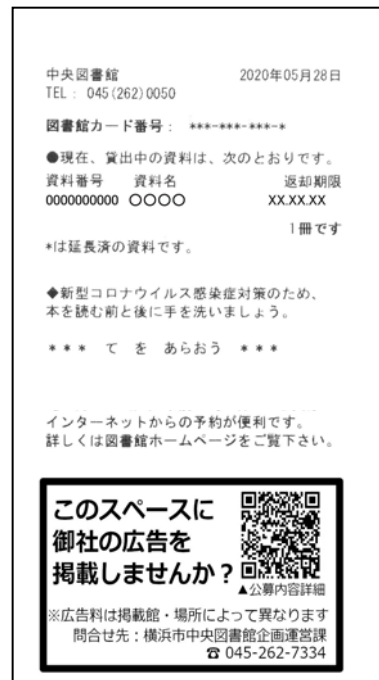 中央図書館 2020年05月28日
TEL： 045(262)0050
図書館カード番号： ***-***-***-*
●現在、貸出中の資料は、次のとおりです。
資料番号 資料名 返却期限
0000000000 〇〇〇〇 XX.XX.XX
1冊です
*は延長済の資料です。
◆新型コロナウイルス感染症対策のため、
本を読む前と後に手を洗いましょう。
* * * て を あらおう * * *
インターネットからの予約が便利です。
詳しくは図書館ホームページをご覧下さい。
このスペースに
御社の広告を
掲載しませんか？
▲公募内容詳細
※広告料は掲載館・場所によって異なります
問合せ先：横浜市中央図書館企画運営課
☎ 045-262-7334